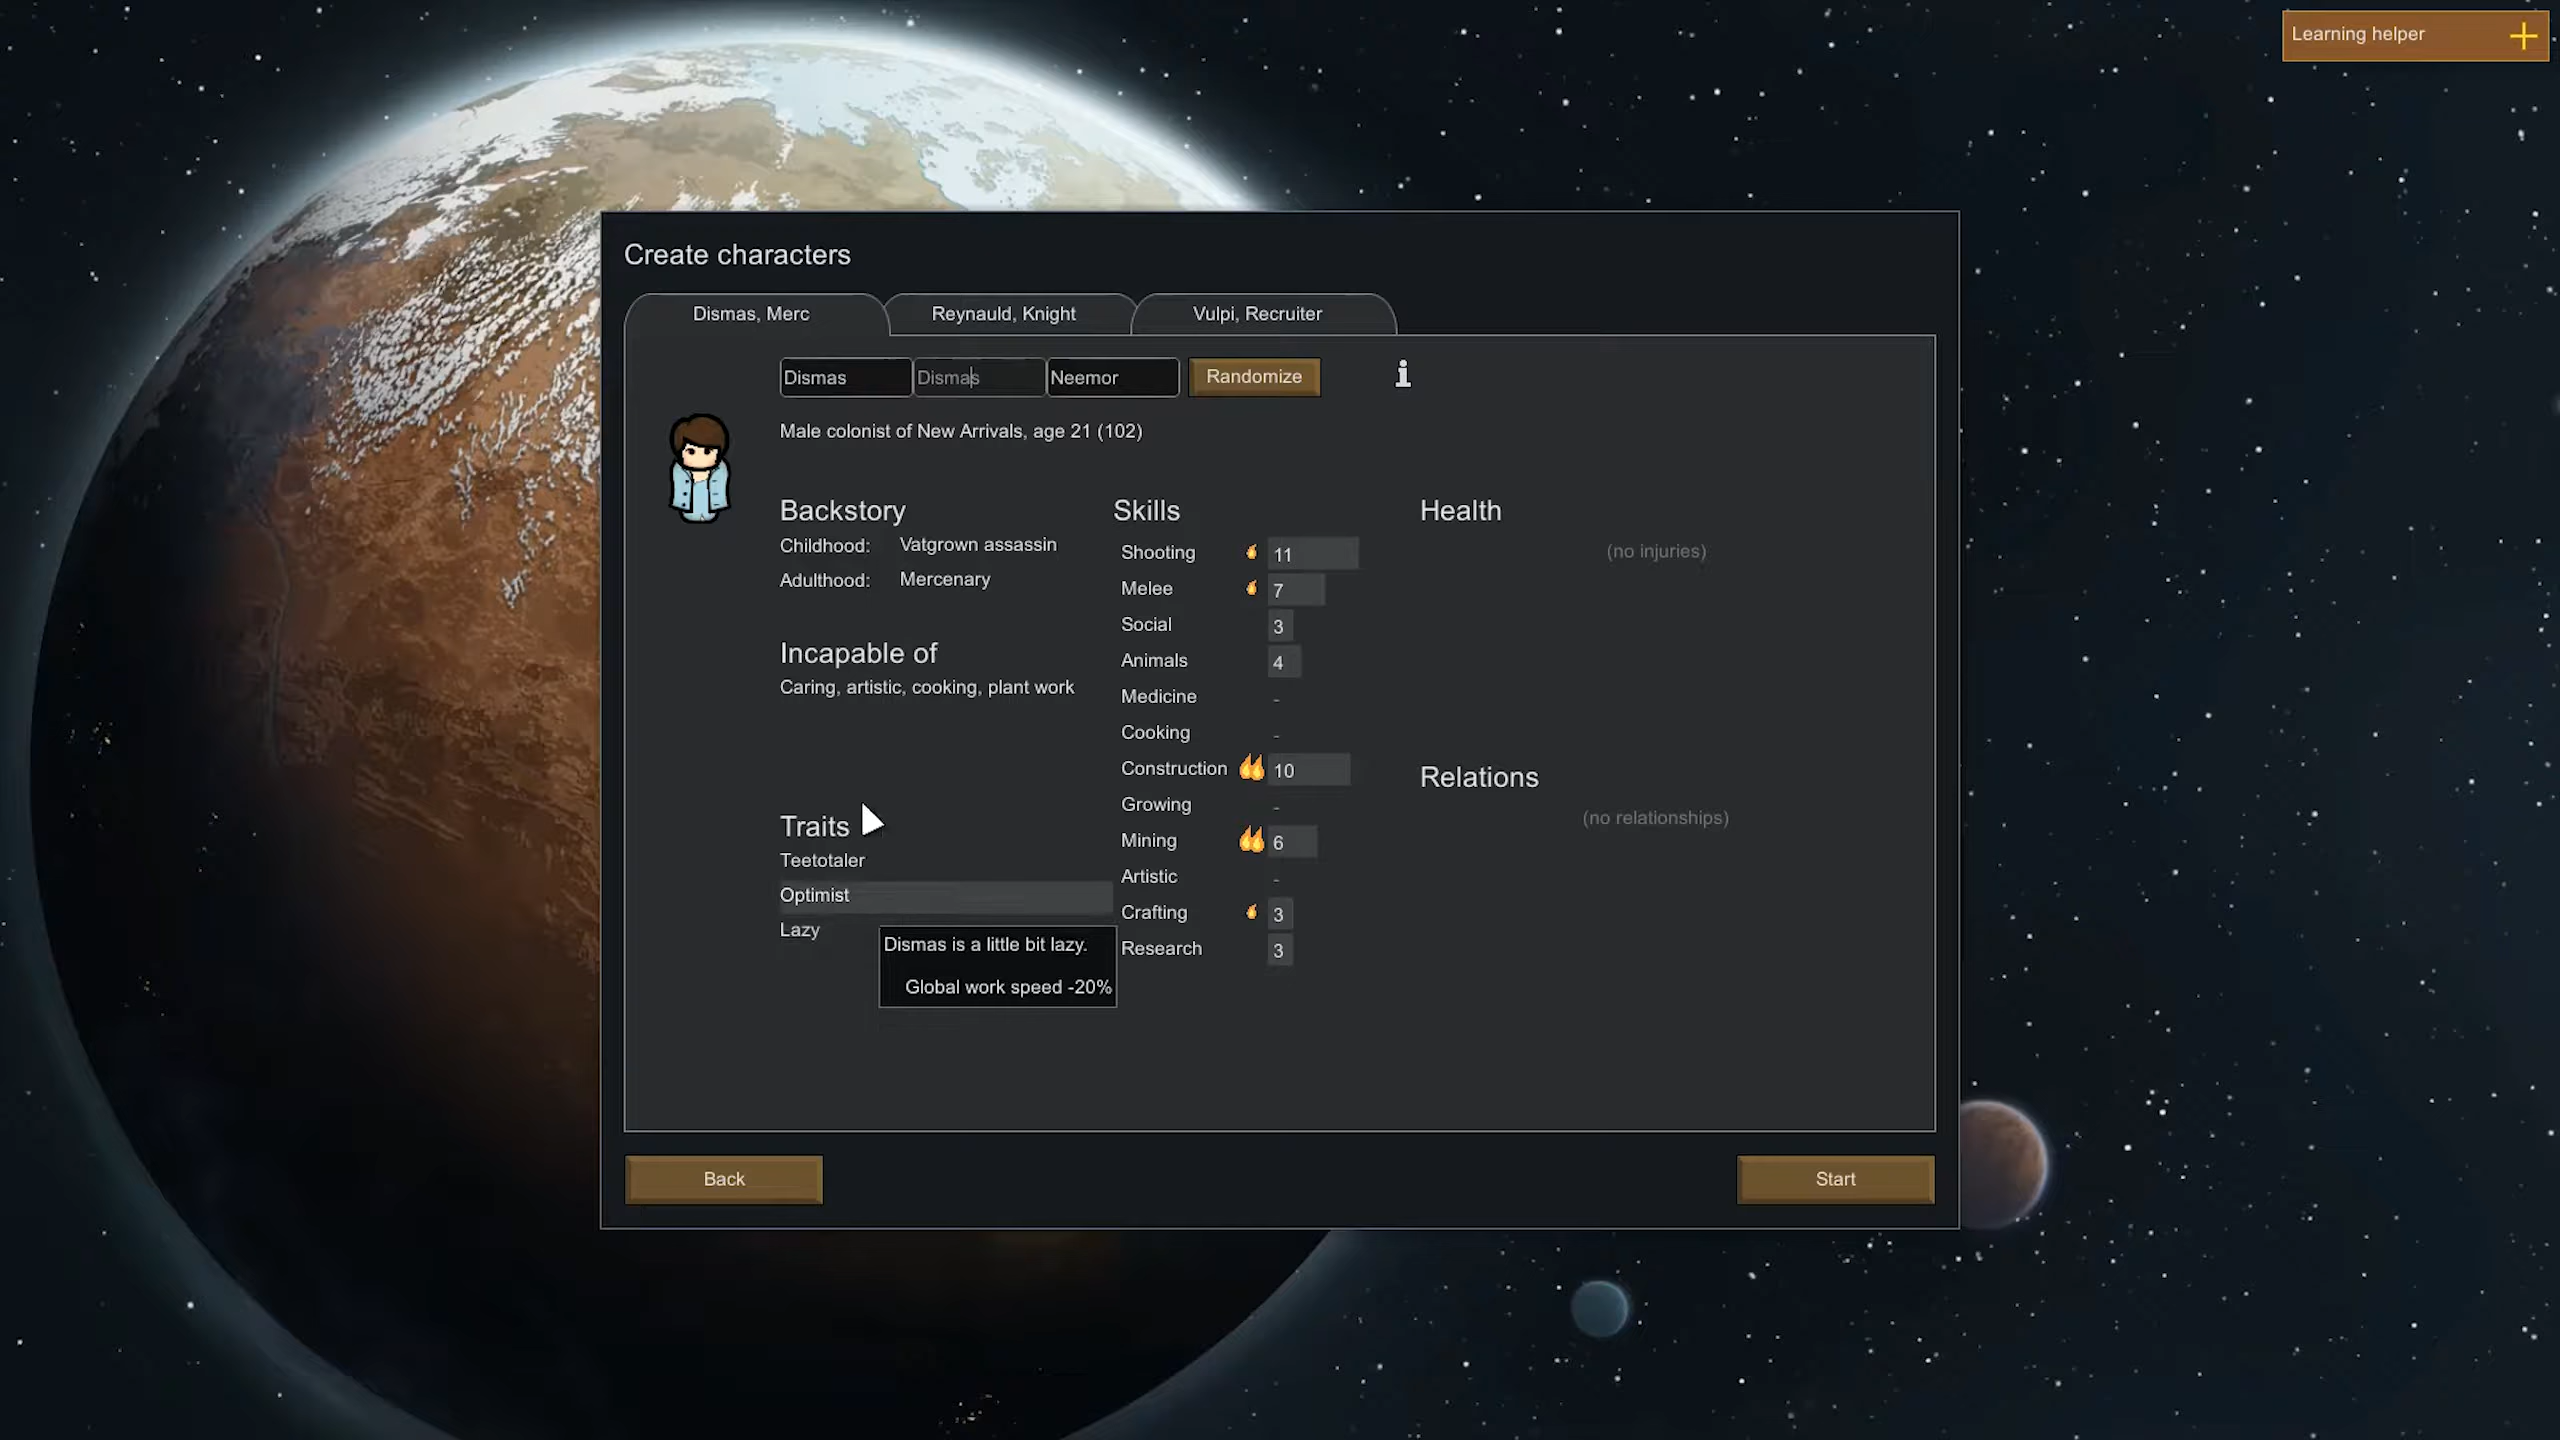 Learning helper
Create characters
Dismas, Merc
Reynauld, Knight
Vulpi, Recruiter
Dismas
Dismas
Neemor
Randomize
Male colonist of New Arrivals, age 21 (102)
Backstory
Childhood: Vatgrown assassin
Adulthood: Mercenary
Incapable of
Caring, artistic, cooking, plant work
Traits
Teetotaler
Optimist
Lazy
Dismas is a little bit lazy.
Global work speed -20%
Skills
Shooting 11
Melee 7
Social 3
Animals 4
Medicine -
Cooking -
Construction 10
Growing -
Mining 6
Artistic -
Crafting 3
Research 3
Health
(no injuries)
Relations
(no relationships)
Back
Start